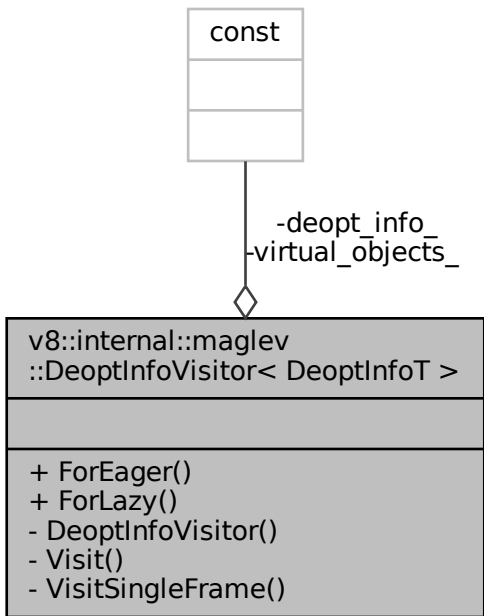 const
-deopt_info_
-virtual_objects_
v8::internal::maglev
::DeoptInfoVisitor< DeoptInfoT >
+ ForEager()
+ ForLazy()
- DeoptInfoVisitor()
- Visit()
- VisitSingleFrame()